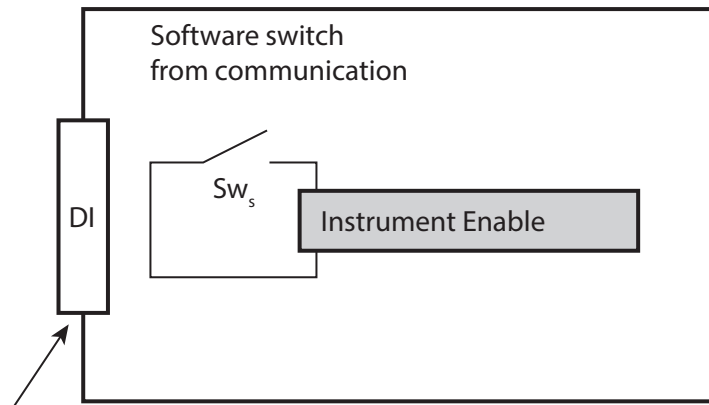 Software switch
from communication
Sws
DI
Instrument Enable